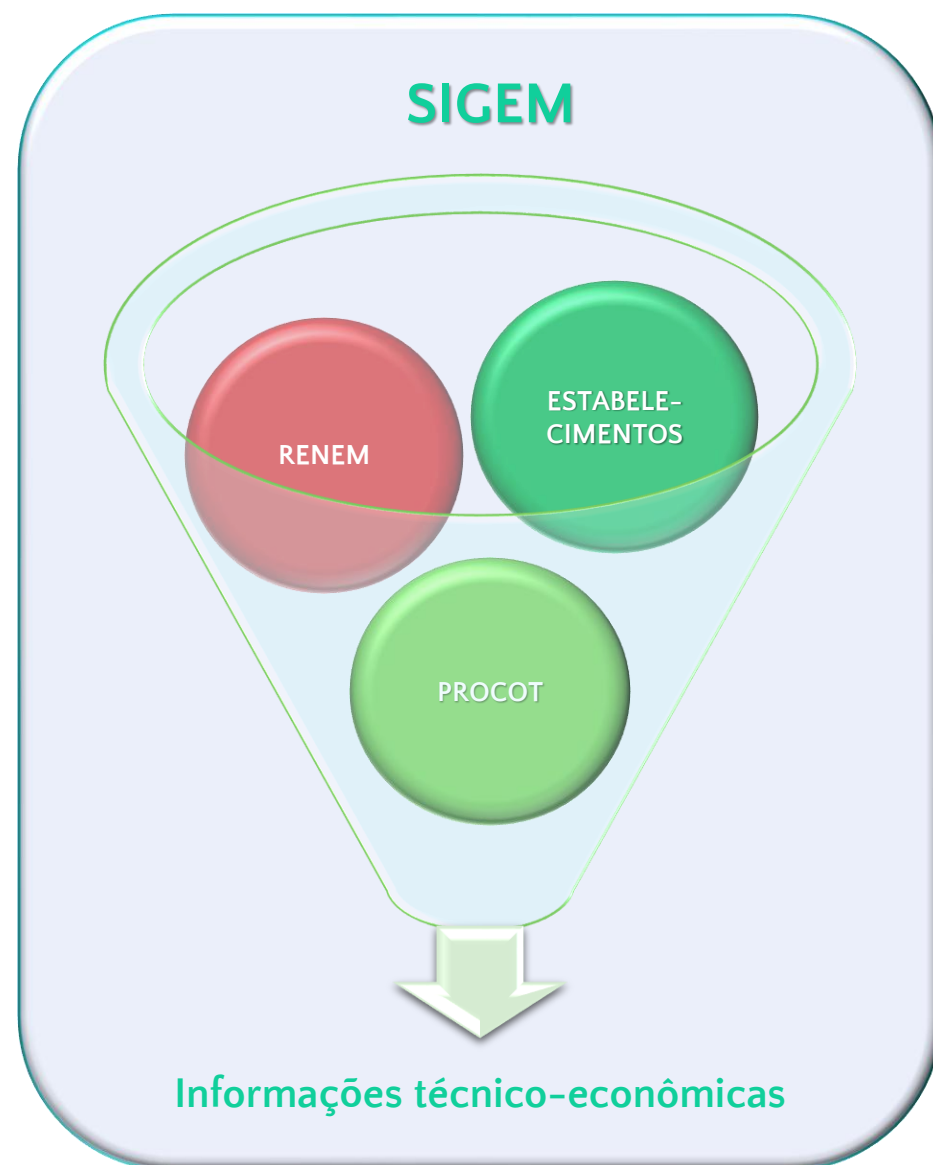 SIGEM
RENEM
ESTABELE-
CIMENTOS
PROCOT
Informações técnico-econômicas